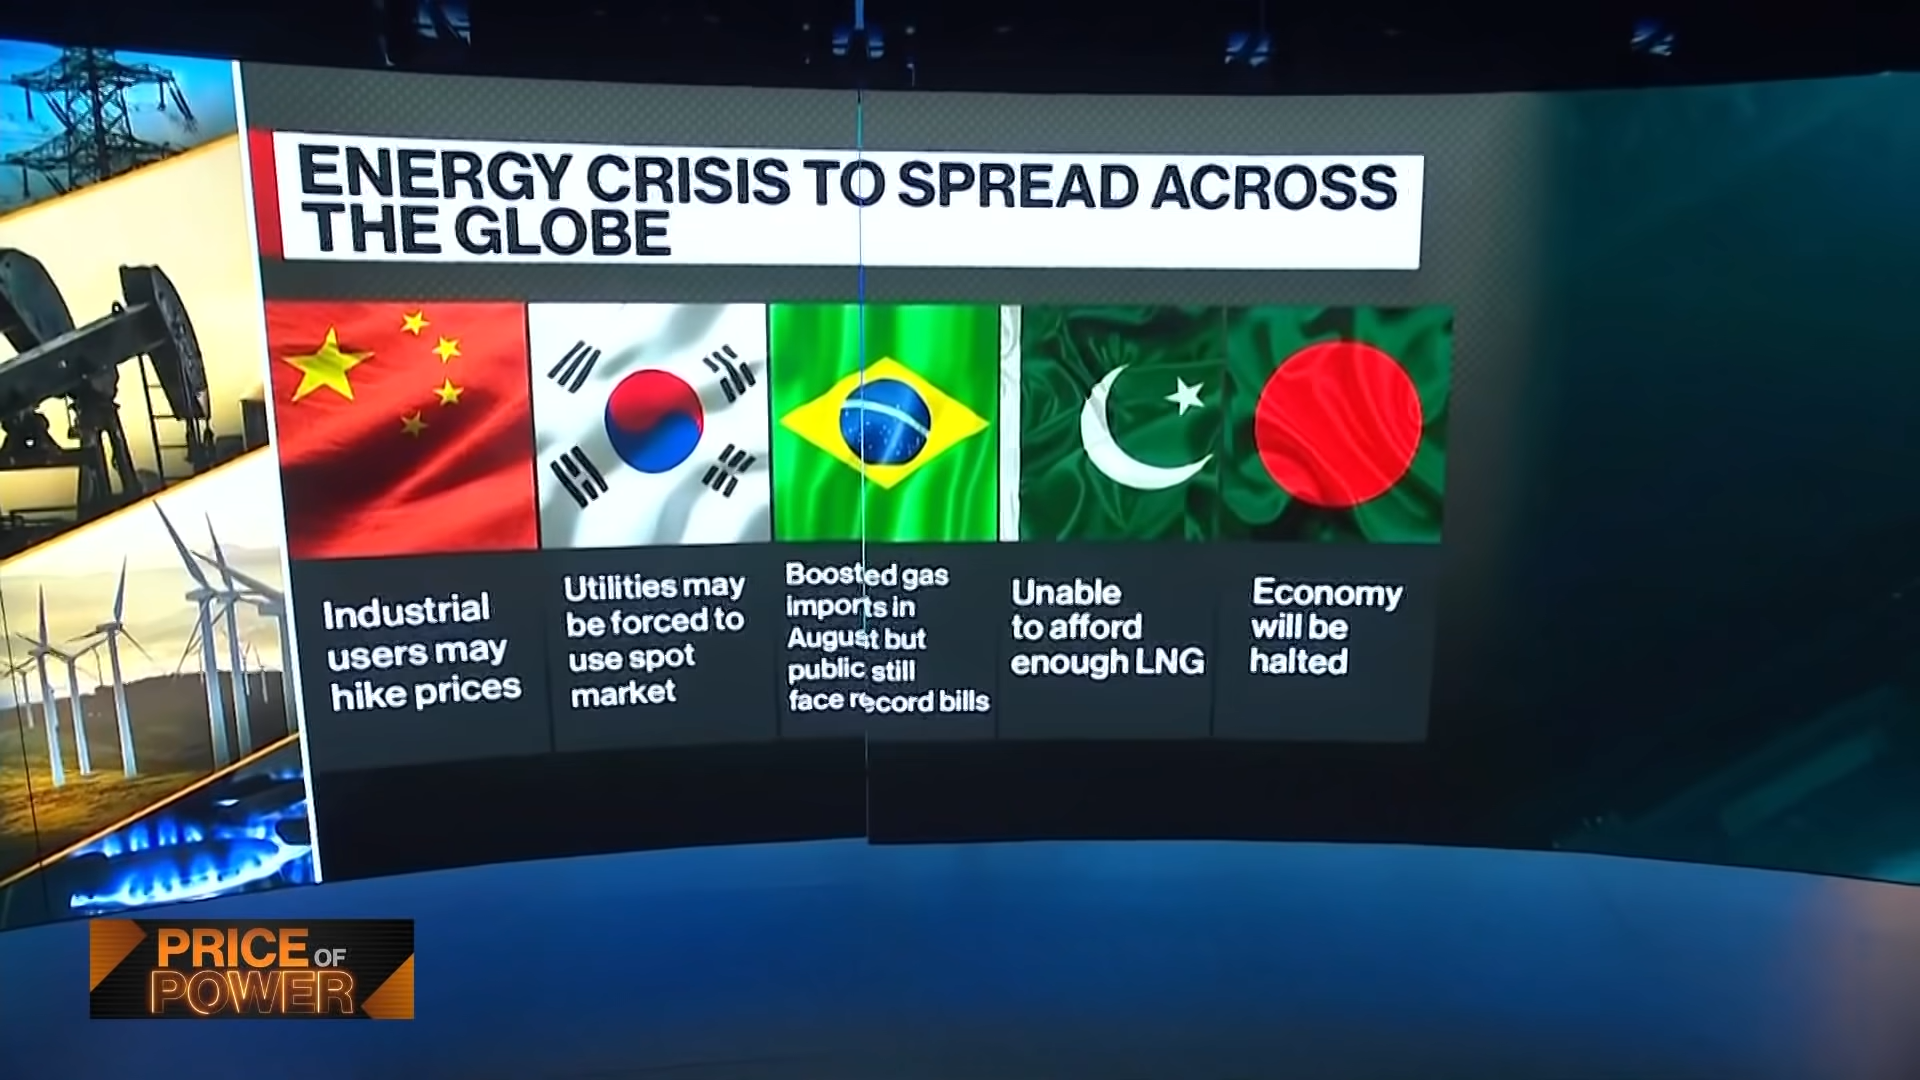 ENERGY CRISIS TO SPREAD ACROSS
THE GLOBE
Industrial
users may
hike prices
Utilities may
be forced to
use spot
market
Boosted gas
imports in
August but
public still
face record bills
Unable
to afford
enough LNG
Economy
will be
halted
PRICE OF
POWER